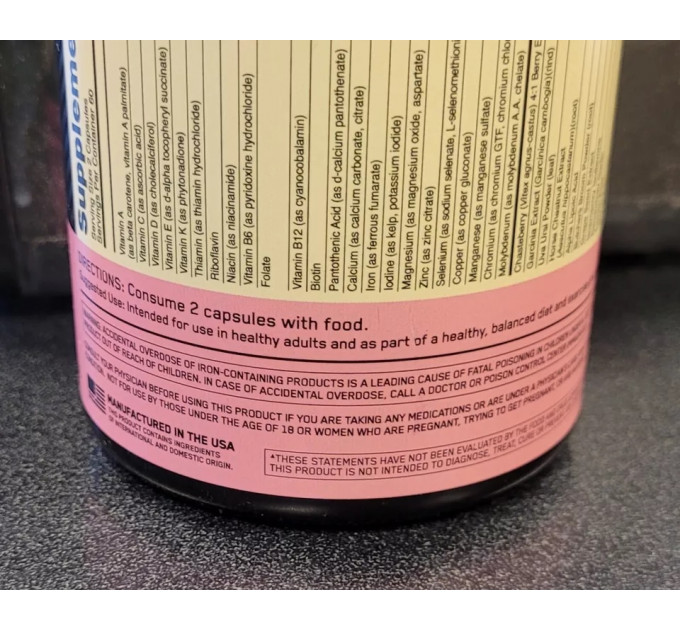 Suppleme
Serving Size 2 Capsules
Servings Per Container 60
Vitamin A
(as beta carotene, vitamin A palmitate)
Vitamin C (as ascorbic acid)
Vitamin D (as cholecalciferol)
Vitamin E (as d-alpha tocopheryl succinate)
Vitamin K (as phytonadione)
Thiamin (as thiamin hydrochloride)
Riboflavin
Niacin (as niacinamide)
Vitamin B6 (as pyridoxine hydrochloride)
Folate
Vitamin B12 (as cyanocobalamin)
Biotin
Pantothenic Acid (as d-calcium pantothenate)
Calcium (as calcium carbonate, citrate)
Iron (as ferrous fumarate)
Iodine (as kelp, potassium iodide)
Magnesium (as magnesium oxide, aspartate)
Zinc (as zinc citrate)
Selenium (as sodium selenate, L-selenomethion
Copper (as copper gluconate)
Manganese (as manganese sulfate)
Chromium (as chromium GTF, chromium chlo
Molybdenum (as molybdenum A.A. chelate)
Chasteberry (Vitex agnus-castus) 4:1 Berry E
Garcinia Extract (Garcinia cambogia)(rind)
Uva Ursi Powder (leaf)
Horse Chestnut Extract
DIRECTIONS: Consume 2 capsules with food.
Suggested Use: Intended for use in healthy adults and as part of a healthy, balanced diet and
WARNING: ACCIDENTAL OVERDOSE OF IRON-CONTAINING PRODUCTS IS A LEADING CAUSE OF FATAL POISONING IN CHILDREN UNDER
PRODUCT OUT OF REACH OF CHILDREN. IN CASE OF ACCIDENTAL OVERDOSE, CALL A DOCTOR OR POISON CONTROL CENTER
YOUR PHYSICIAN BEFORE USING THIS PRODUCT IF YOU ARE TAKING ANY MEDICATIONS OR ARE UNDER A PHYSICIAN'S
NOT FOR USE BY THOSE UNDER THE AGE OF 18 OR WOMEN WHO ARE PREGNANT, TRYING TO GET PREGNANT,
MANUFACTURED IN THE USA
THIS PRODUCT CONTAINS INGREDIENTS
OF INTERNATIONAL AND DOMESTIC ORIGIN.
*THESE STATEMENTS HAVE NOT BEEN EVALUATED BY THE FOOD
THIS PRODUCT IS NOT INTENDED TO DIAGNOSE, TREAT, CURE OR